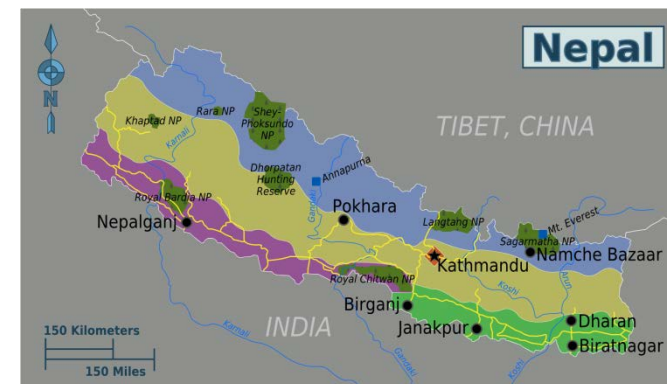 N
Nepal
TIBET, CHINA
INDIA
Khaptad NP
Rara NP
Shey-
Phoksundo
NP
Karnali
Dhorpatan
Hunting
Reserve
Annapurna
Gandaki
Royal Bardia NP
Nepalganj
Pokhara
Langtang NP
Mt. Everest
Sagarmatha NP
Namche Bazaar
Kathmandu
Royal Chitwan NP
Koshi
Arun
Birganj
Janakpur
Dharan
Biratnagar
Karnali
Gandaki
Koshi
150 Kilometers
150 Miles